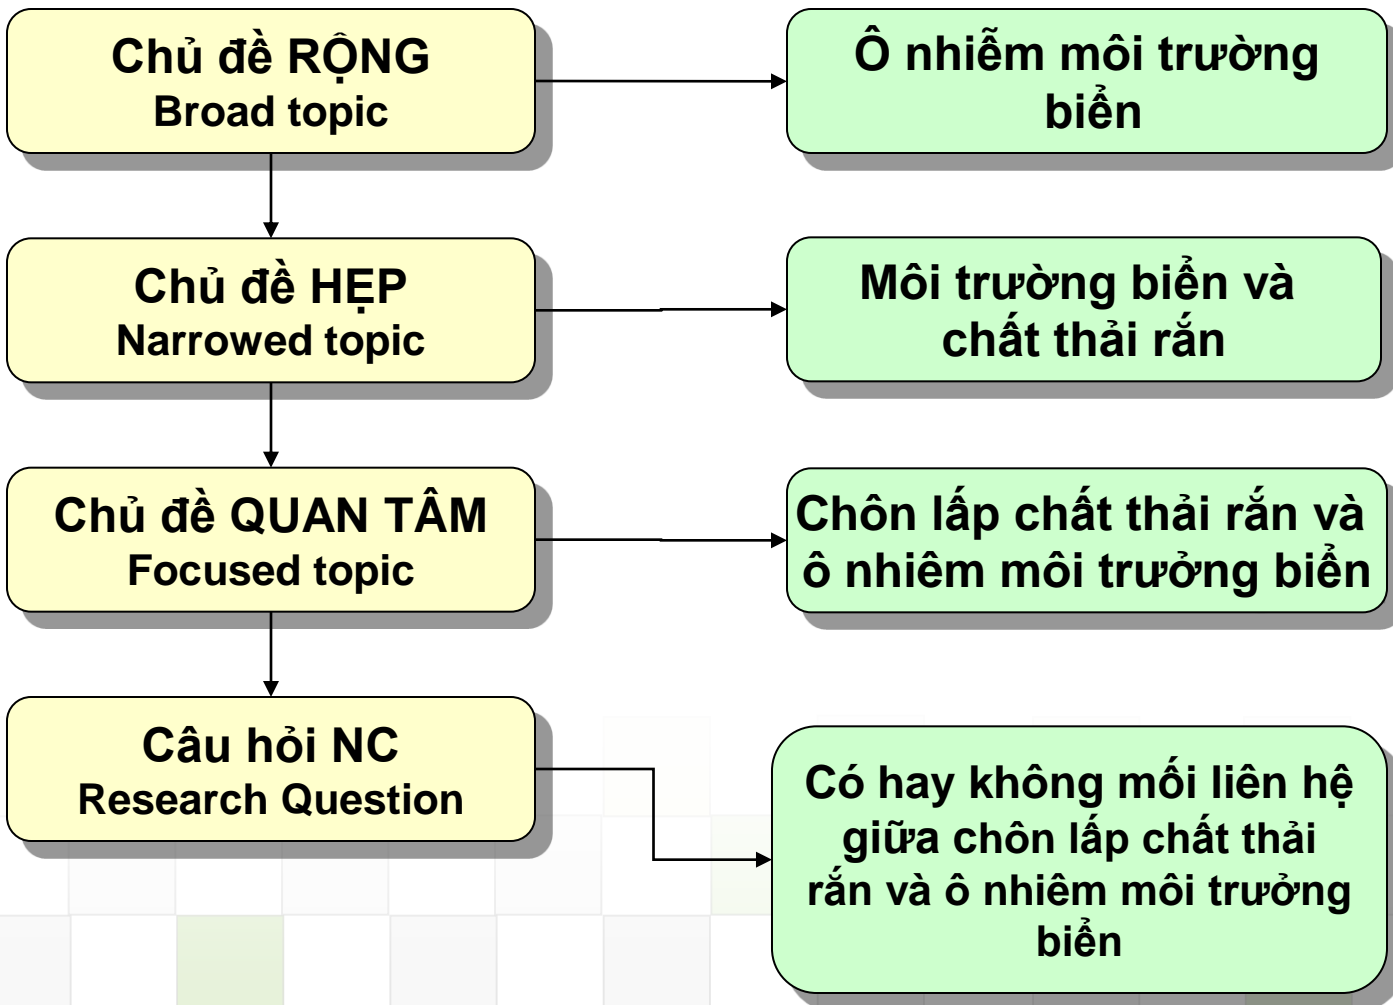 Chủ đề RỘNG
Broad topic
Ô nhiễm môi trường
biển
Chủ đề HẸP
Narrowed topic
Môi trường biển và
chất thải rắn
Chủ đề QUAN TÂM
Focused topic
Chôn lấp chất thải rắn và
ô nhiêm môi trưởng biển
Câu hỏi NC
Research Question
Có hay không mối liên hệ
giữa chôn lấp chất thải
rắn và ô nhiêm môi trưởng
biển